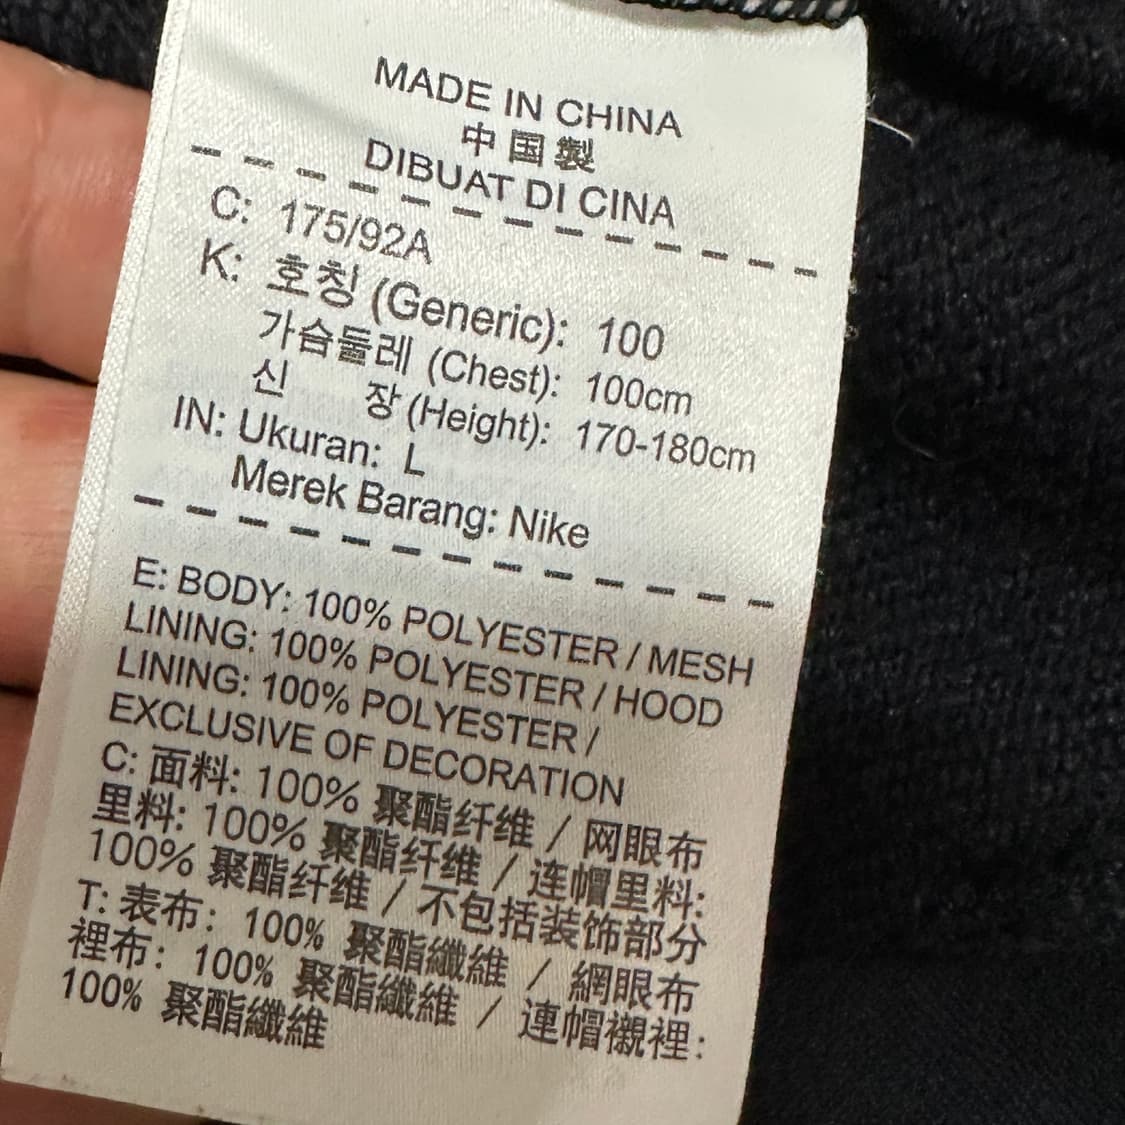 MADE IN CHINA
中国製
DIBUAT DI CINA
C: 175/92A
K: 호칭 (Generic): 100
가슴둘레 (Chest): 100cm
신 장 (Height): 170-180cm
IN: Ukuran: L
Merek Barang: Nike
E: BODY: 100% POLYESTER / MESH
LINING: 100% POLYESTER / HOOD
LINING: 100% POLYESTER /
EXCLUSIVE OF DECORATION
C: 面料: 100% 聚酯纤维 / 网眼布
里料: 100% 聚酯纤维 / 连帽里料:
100% 聚酯纤维 / 不包括装饰部分
T: 表布: 100% 聚酯纖維 / 網眼布
裡布: 100% 聚酯纖維 / 連帽襯裡:
100% 聚酯纖維